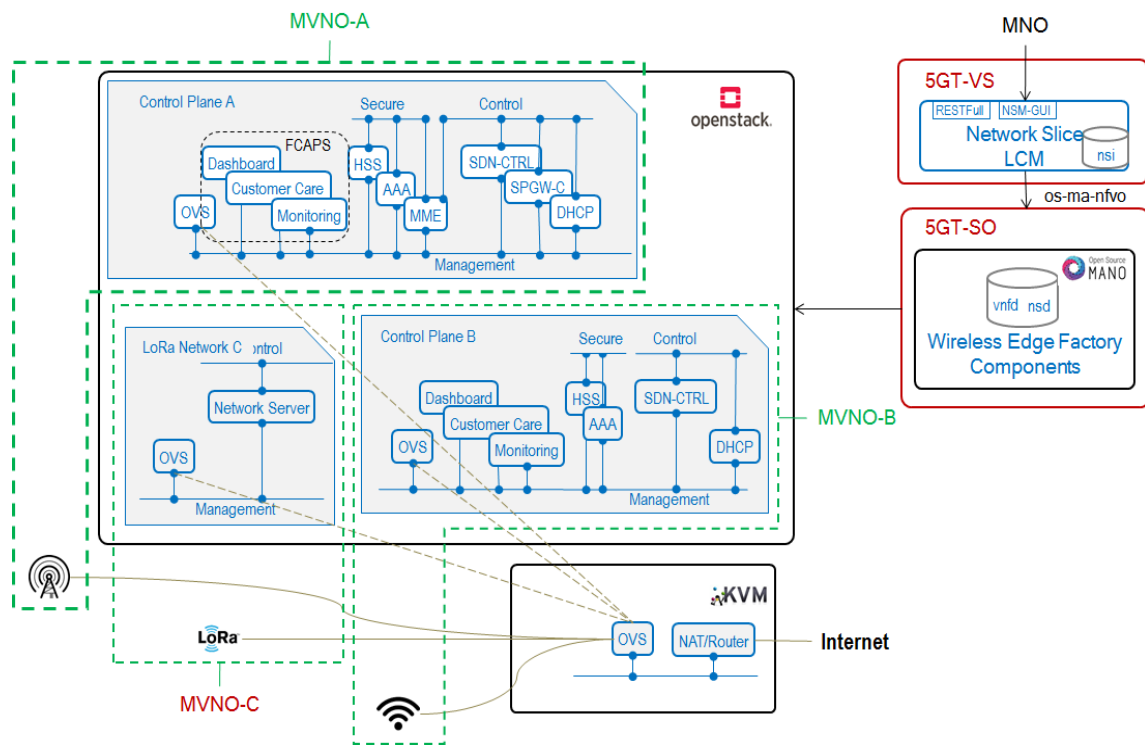 MVNO-A
MNO
5GT-VS
RESTFull
NSM-GUI
Network Slice
LCM
nsi
os-ma-nfvo
5GT-SO
Open Source
MANO
vnfd
nsd
Wireless Edge Factory
Components
openstack.
Control Plane A
Secure
Control
FCAPS
Dashboard
Customer Care
Monitoring
OVS
HSS
AAA
MME
SDN-CTRL
SPGW-C
DHCP
Management
LoRa Network C
ontrol
Network Server
OVS
Management
Control Plane B
Secure
Control
Dashboard
Customer Care
Monitoring
OVS
HSS
AAA
SDN-CTRL
DHCP
Management
MVNO-B
KVM
OVS
NAT/Router
Internet
LoRa
MVNO-C